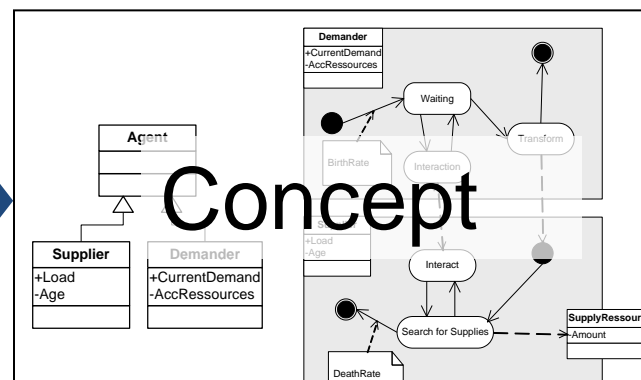 Demander
+CurrentDemand
-AccRessources
Waiting
Agent
Transform
BirthRate
Interaction
Concept
Supplier
+Load
-Age
Supplier
+Load
-Age
Demander
+CurrentDemand
-AccRessources
Interact
Search for Supplies
SupplyRessour
-Amount
DeathRate